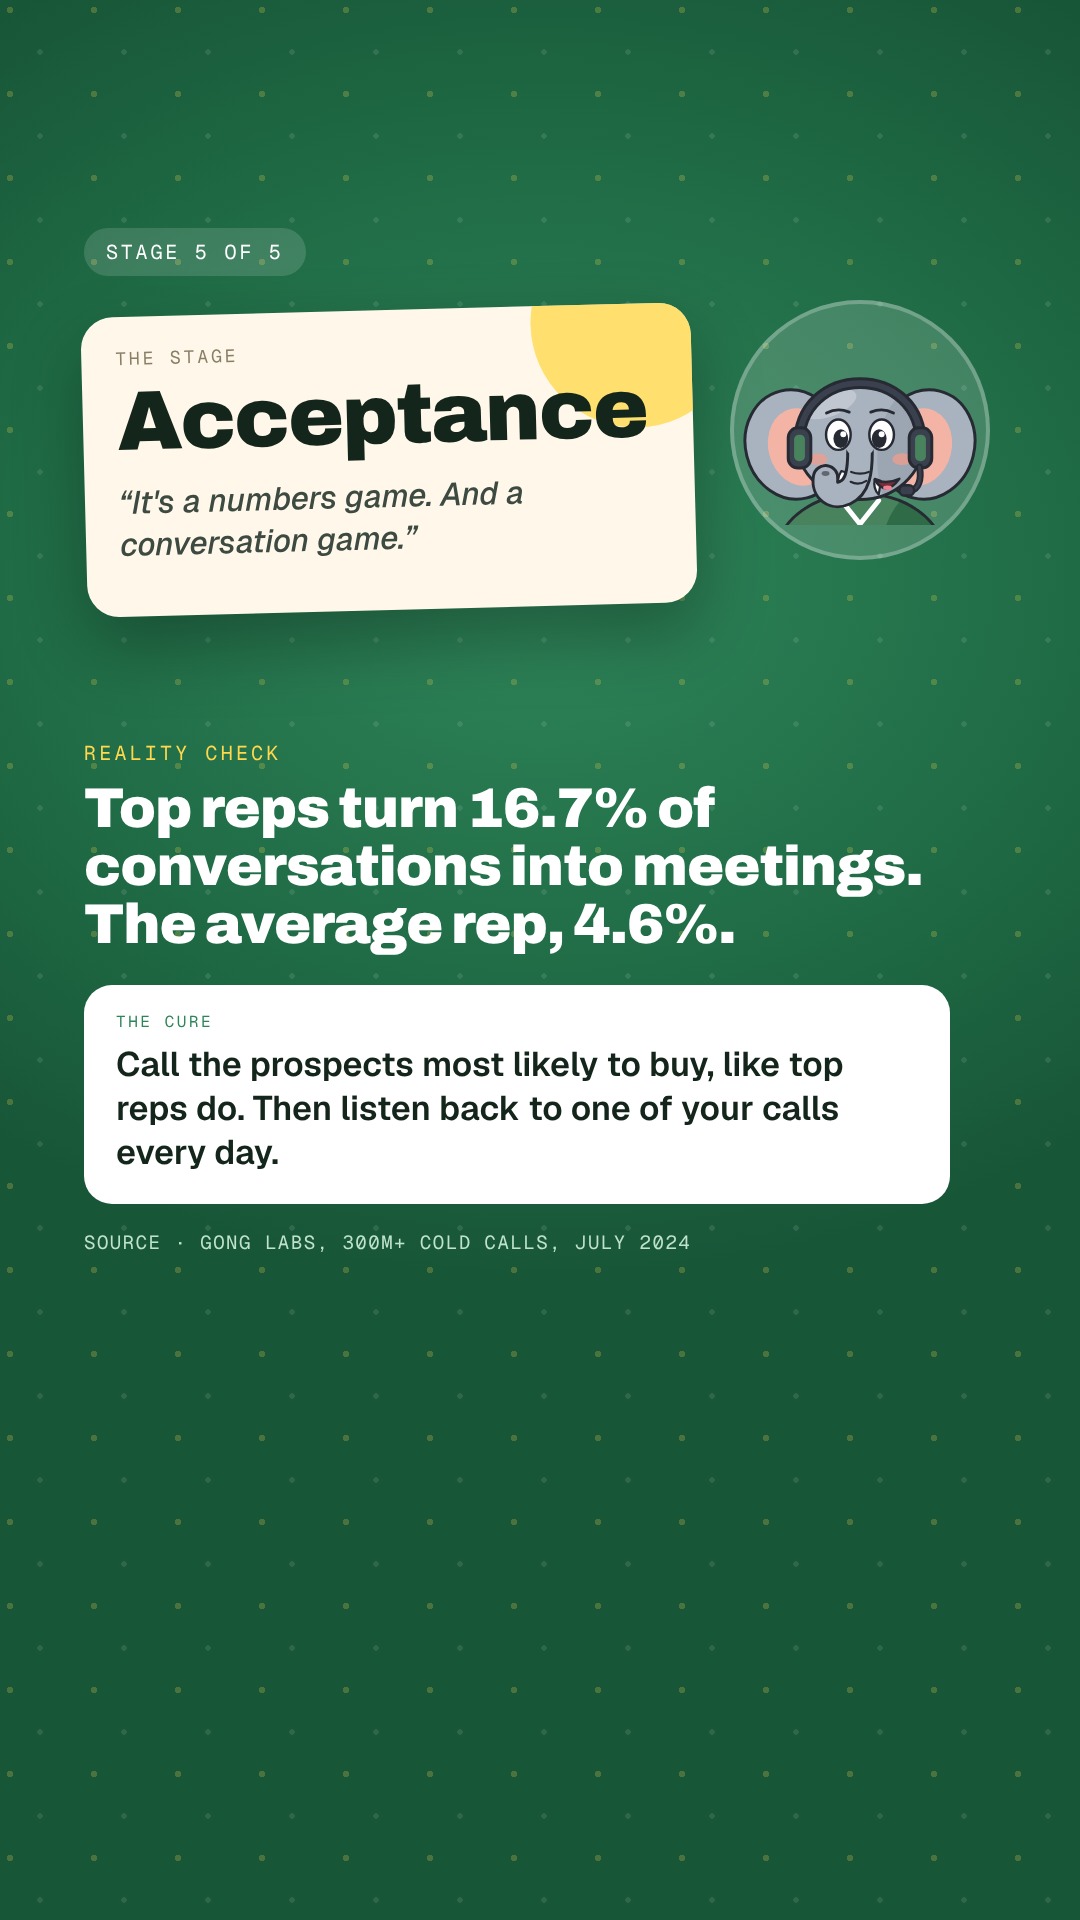 STAGE 5 OF 5
THE STAGE
Acceptance
“It's a numbers game. And a
conversation game.”
REALITY CHECK
Top reps turn 16.7% of
conversations into meetings.
The average rep, 4.6%.
THE CURE
Call the prospects most likely to buy, like top
reps do. Then listen back to one of your calls
every day.
SOURCE · GONG LABS, 300M+ COLD CALLS, JULY 2024